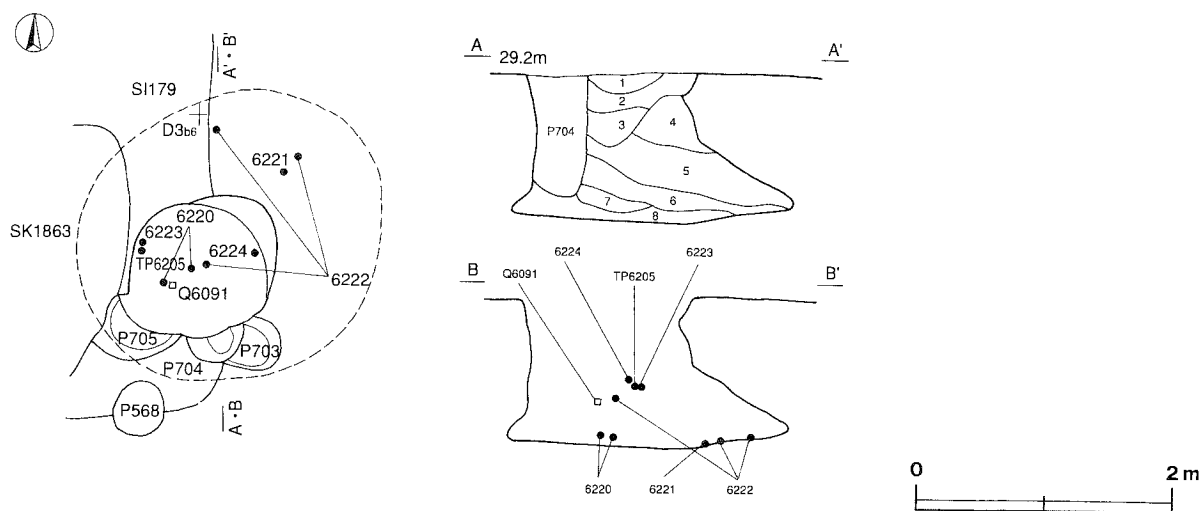 SI179
A'・B'
D3b6
6221
SK1863
6220
6223
6224
TP6205
Q6091
6222
P705
P703
P704
P568
A・B
A
29.2m
A'
1
2
3
4
P704
5
6
7
8
6224
6223
Q6091
TP6205
B
B'
6220
6221
6222
0
2m